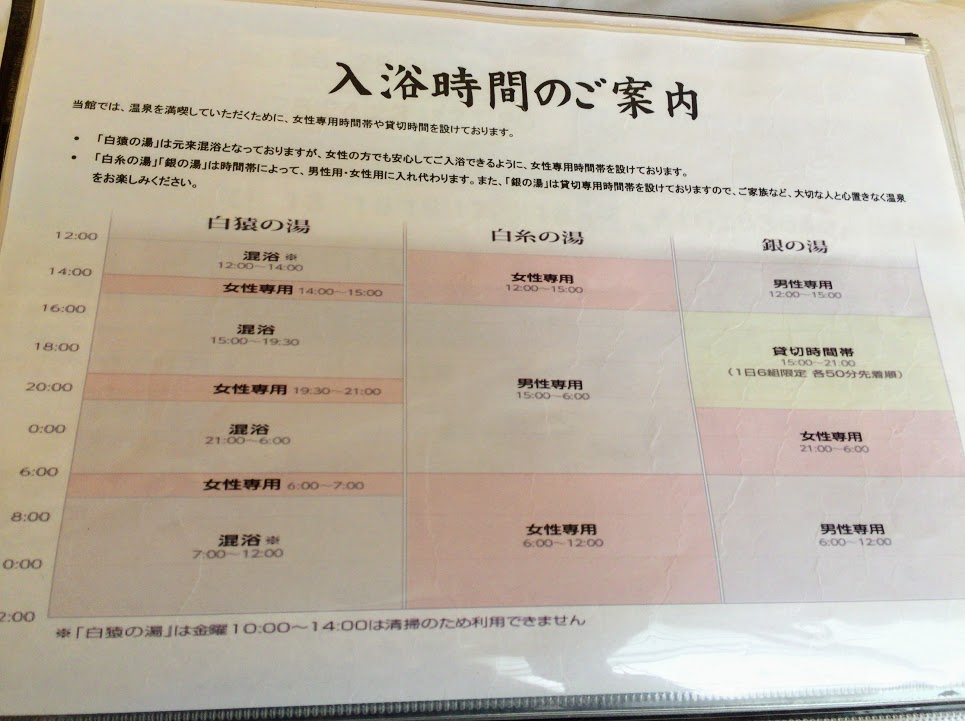 入浴時間のご案内
当館では、温泉を満喫していただくために、女性専用時間帯や貸切時間を設けております。
• 「白猿の湯」は元来混浴となっておりますが、女性の方でも安心してご入浴できるように、女性専用時間帯を設けております。
• 「白糸の湯」「銀の湯」は時間帯によって、男性用・女性用に入れ代わります。また、「銀の湯」は貸切専用時間帯を設けておりますので、ご家族など、大切な人と心置きなく温泉
をお楽しみください。
白猿の湯 白糸の湯 銀の湯
12:00
14:00
16:00
18:00
20:00
0:00
6:00
8:00
0:00
2:00
混浴※
12:00～14:00
女性専用 14:00～15:00
混浴
15:00～19:30
女性専用 19:30～21:00
混浴
21:00～6:00
女性専用 6:00～7:00
混浴※
7:00～12:00
女性専用
12:00～15:00
男性専用
15:00～6:00
女性専用
6:00～12:00
男性専用
12:00～15:00
貸切時間帯
15:00～21:00
(1日6組限定 各50分先着順)
女性専用
21:00～6:00
男性専用
6:00～12:00
※「白猿の湯」は金曜10:00～14:00は清掃のため利用できません